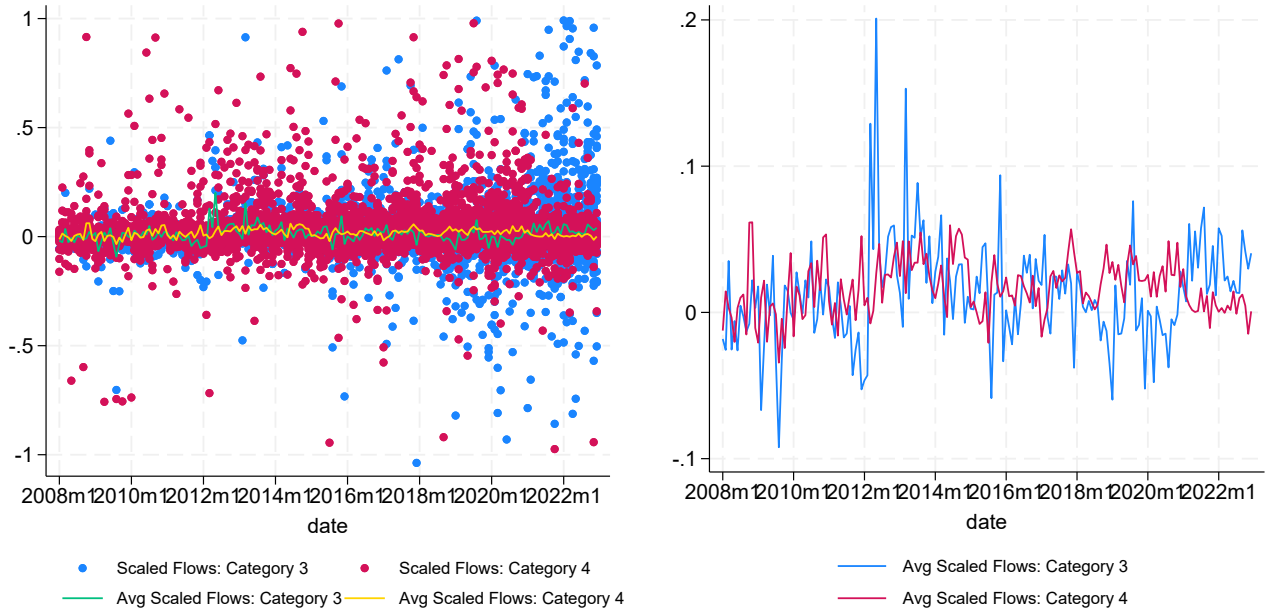 1
.5
0
-.5
-1
2008m1 2010m1 2012m1 2014m1 2016m1 2018m1 2020m1 2022m1
date
Scaled Flows: Category 3 Scaled Flows: Category 4
Avg Scaled Flows: Category 3 Avg Scaled Flows: Category 4
.2
.1
0
-.1
2008m1 2010m1 2012m1 2014m1 2016m1 2018m1 2020m1 2022m1
date
Avg Scaled Flows: Category 3
Avg Scaled Flows: Category 4